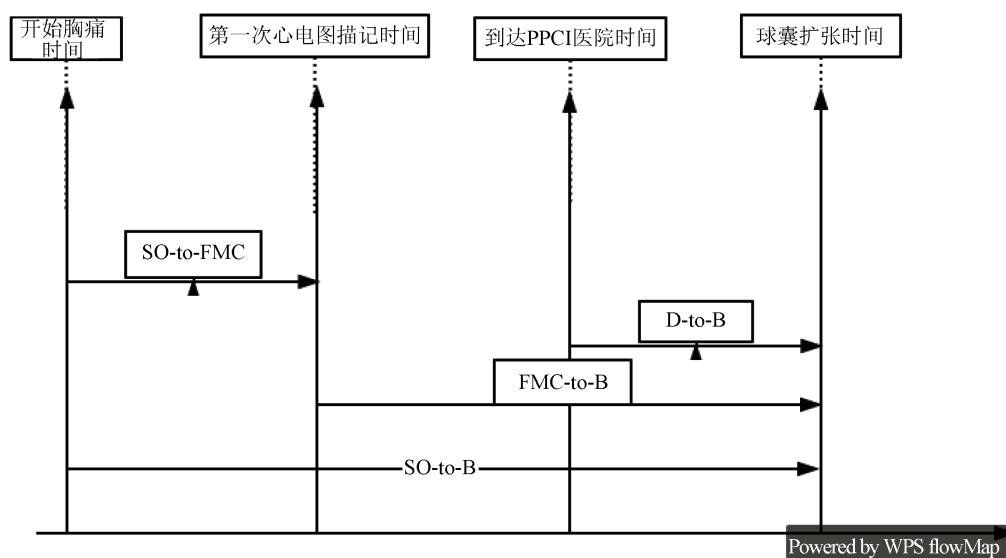 开始胸痛
时间
第一次心电图描记时间
到达PPCI医院时间
球囊扩张时间
SO-to-FMC
D-to-B
FMC-to-B
SO-to-B
Powered by WPS flowMap